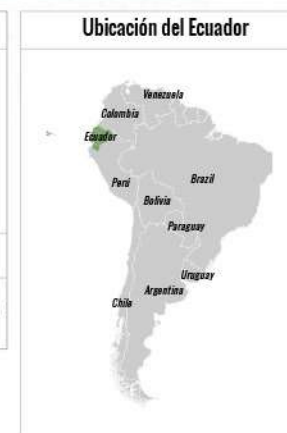 Ubicación del Ecuador
Venezuela
Colombia
Ecuador
Perú
Brazil
Bolivia
Paraguay
Uruguay
Argentina
Chile